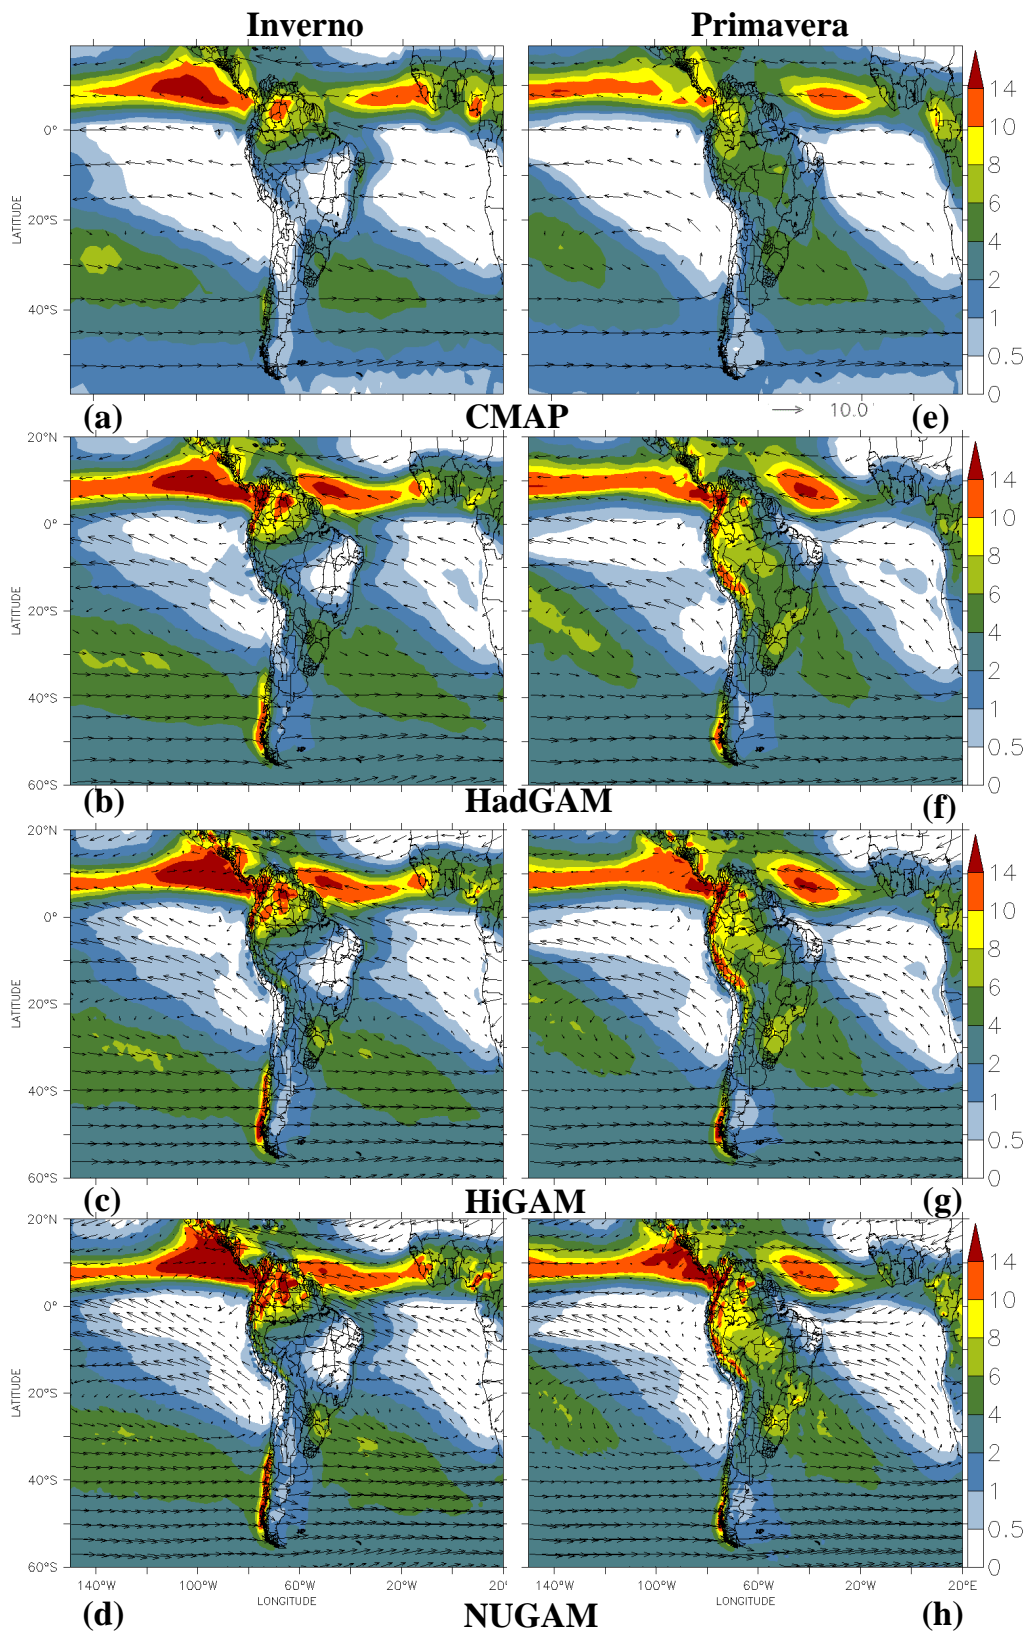 Inverno Primavera
0°
20°S
40°S
LATITUDE
14
10
8
6
4
2
1
0.5
0
(a) CMAP (e)
10.0
20°N
0°
20°S
40°S
60°S
LATITUDE
14
10
8
6
4
2
1
0.5
0
(b) HadGAM (f)
20°N
0°
20°S
40°S
60°S
LATITUDE
14
10
8
6
4
2
1
0.5
0
(c) HiGAM (g)
20°N
0°
20°S
40°S
60°S
LATITUDE
14
10
8
6
4
2
1
0.5
0
140°W 100°W 60°W 20° 140°W 100°W 60°W 20°W 20°E
LONGITUDE LONGITUDE
(d) NUGAM (h)